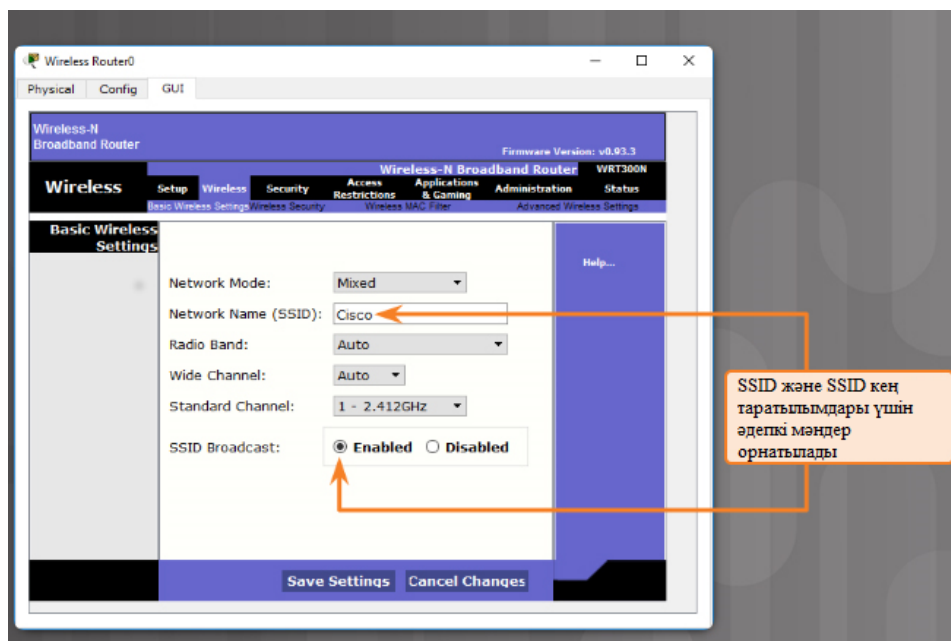 Wireless Router0
Physical Config GUI
Wireless-N
Broadband Router
Firmware Version: v0.93.3
Wireless-N Broadband Router WRT300N
Wireless
Setup Wireless Security Access Restrictions Applications & Gaming Administration Status
Basic Wireless Settings Wireless Security Wireless MAC Filter Advanced Wireless Settings
Basic Wireless
Settings
Help...
Network Mode: Mixed
Network Name (SSID): Cisco
Radio Band: Auto
Wide Channel: Auto
Standard Channel: 1 - 2.412GHz
SSID Broadcast: Enabled Disabled
SSID және SSID кең
таратылымдары үшін
әдепкі мәндер
орнатылады
Save Settings Cancel Changes